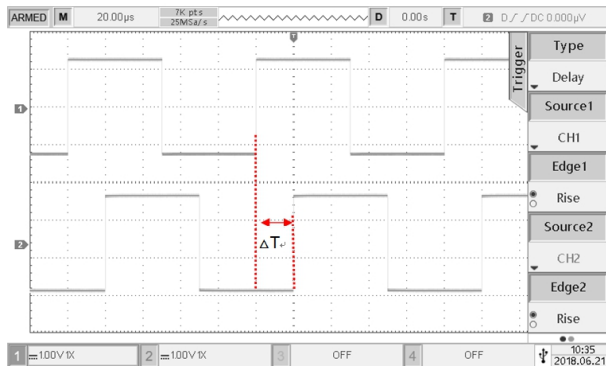 ARMED M 20.00μs 7K pts D 0.00s T 2 D DC 0.000μV
25MSa/s
T
Trigger
Type
Delay
Source1
CH1
Edge1
Rise
Source2
CH2
Edge2
Rise
1
2
△T
1 1.00V 1X 2 1.00V 1X 3 OFF 4 OFF
10:35
2018.06.21